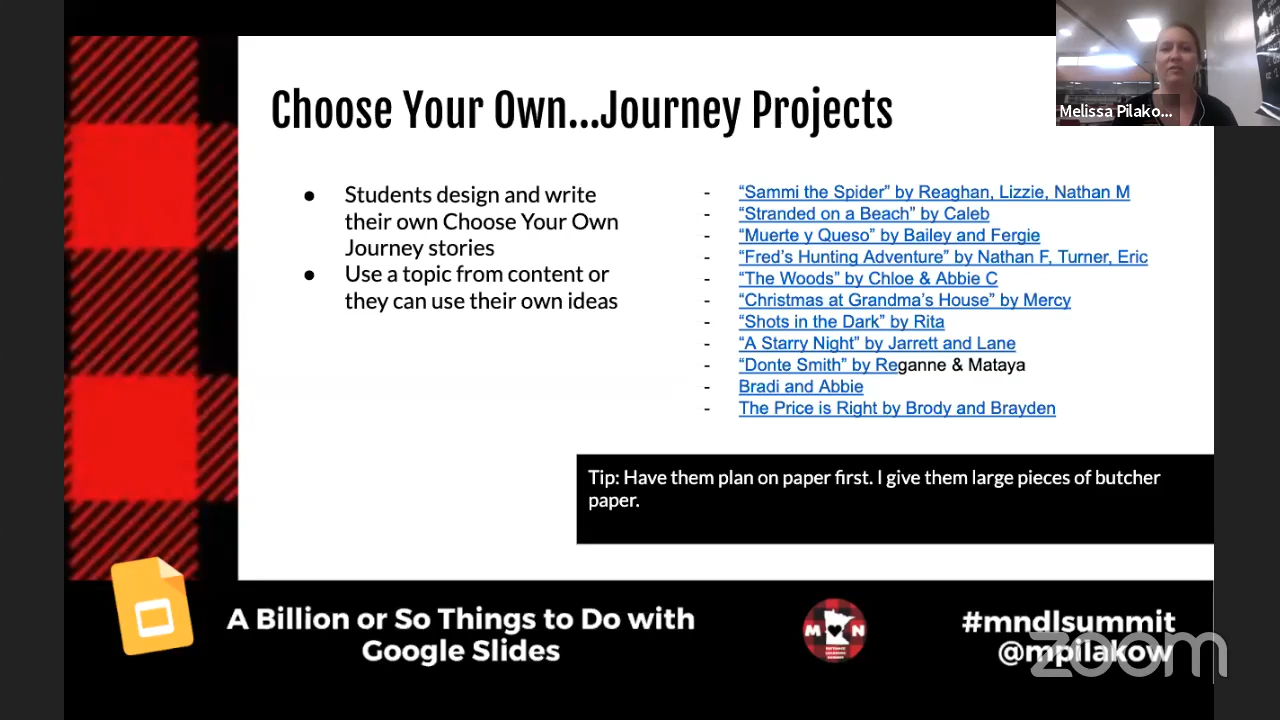 Choose Your Own...Journey Projects
Melissa Pilako...
● Students design and write
their own Choose Your Own
Journey stories
● Use a topic from content or
they can use their own ideas
- “Sammi the Spider” by Reaghan, Lizzie, Nathan M
- “Stranded on a Beach” by Caleb
- “Muerte y Queso” by Bailey and Fergie
- “Fred’s Hunting Adventure” by Nathan F, Turner, Eric
- “The Woods” by Chloe & Abbie C
- “Christmas at Grandma’s House” by Mercy
- “Shots in the Dark” by Rita
- “A Starry Night” by Jarrett and Lane
- “Donte Smith” by Reganne & Mataya
- Bradi and Abbie
- The Price is Right by Brody and Brayden
Tip: Have them plan on paper first. I give them large pieces of butcher
paper.
A Billion or So Things to Do with
Google Slides
M N
#mndlsummit
@mpilakow
zoom